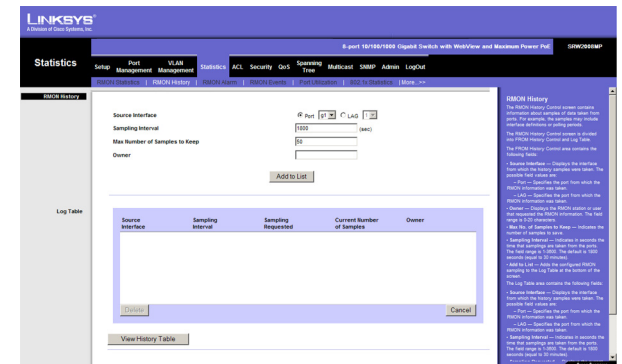 LINKSYS®
A Division of Cisco Systems, Inc.
8-port 10/100/1000 Gigabit Switch with WebView and Maximum Power PoE SRW2008MP
Statistics
Setup Port Management VLAN Management Statistics ACL Security QoS Spanning Tree Multicast SNMP Admin LogOut
RMON Statistics | RMON History | RMON Alarm | RMON Events | Port Utilization | 802.1x Statistics | More...>>
RMON History
Source Interface Port g1 LAG 1
Sampling Interval 1800 (sec)
Max Number of Samples to Keep 50
Owner
Add to List
Log Table
Source Interface Sampling Interval Sampling Requested Current Number of Samples Owner
Delete Cancel
View History Table
RMON History
The RMON History Control screen contains
information about samples of data taken from
ports. For example, the samples may include
interface definitions or polling periods.
The RMON History Control screen is divided
into FROM History Control and Log Table.
The FROM History Control area contains the
following fields:
- Source Interface — Displays the interface
from which the history samples were taken. The
possible field values are:
– Port — Specifies the port from which the
RMON information was taken.
– LAG — Specifies the port from which the
RMON information was taken.
- Owner — Displays the RMON station or user
that requested the RMON information. The field
range is 0-20 characters.
- Max No. of Samples to Keep — Indicates the
number of samples to save.
- Sampling Interval — Indicates in seconds the
time that samplings are taken from the ports.
The field range is 1-3600. The default is 1800
seconds (equal to 30 minutes).
- Add to List — Adds the configured RMON
sampling to the Log Table at the bottom of the
screen.
The Log Table area contains the following fields:
- Source Interface — Displays the interface
from which the history samples were taken. The
possible field values are:
– Port — Specifies the port from which the
RMON information was taken.
– LAG — Specifies the port from which the
RMON information was taken.
- Sampling Interval — Indicates in seconds the
time that samplings are taken from the ports.
The field range is 1-3600. The default is 1800
seconds (equal to 30 minutes).